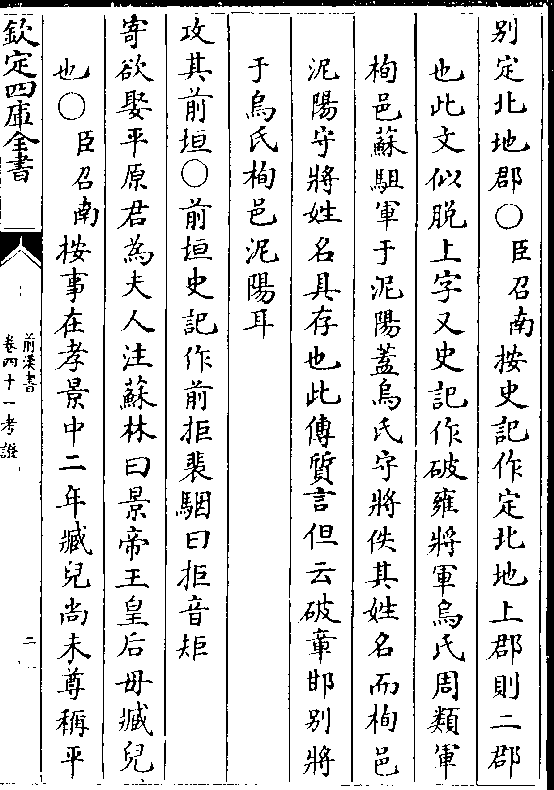 别定北地郡〇臣召南按史記作定北地上郡則二郡
也此文似脱上字又史記作破雍將軍烏氏周類軍
栒邑蘇駔軍于泥陽蓋烏氏守將佚其姓名而栒邑
泥陽守將姓名具存也此傳質言但云破章邯别將
于烏氏栒邑泥陽耳
攻其前垣〇前垣史記作前拒裴駰曰拒音矩
寄欲娶平原君為夫人注蘇林曰景帝王皇后母臧兒
也〇臣召南按事在孝景中二年臧兒尚未尊稱平
欽定四庫全書
前漢書
卷四十一考證
二